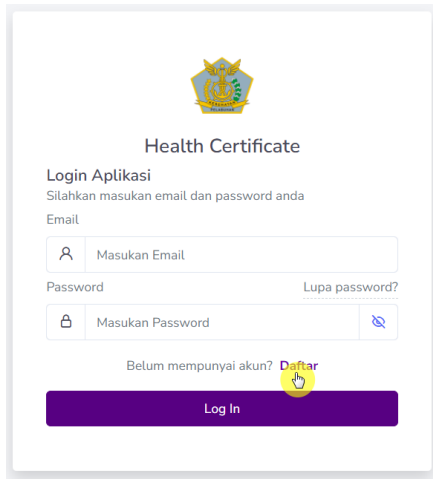 Health Certificate
Login Aplikasi
Silahkan masukan email dan password anda
Email
Masukan Email
Password Lupa password?
Masukan Password
Belum mempunyai akun? Daftar
Log In